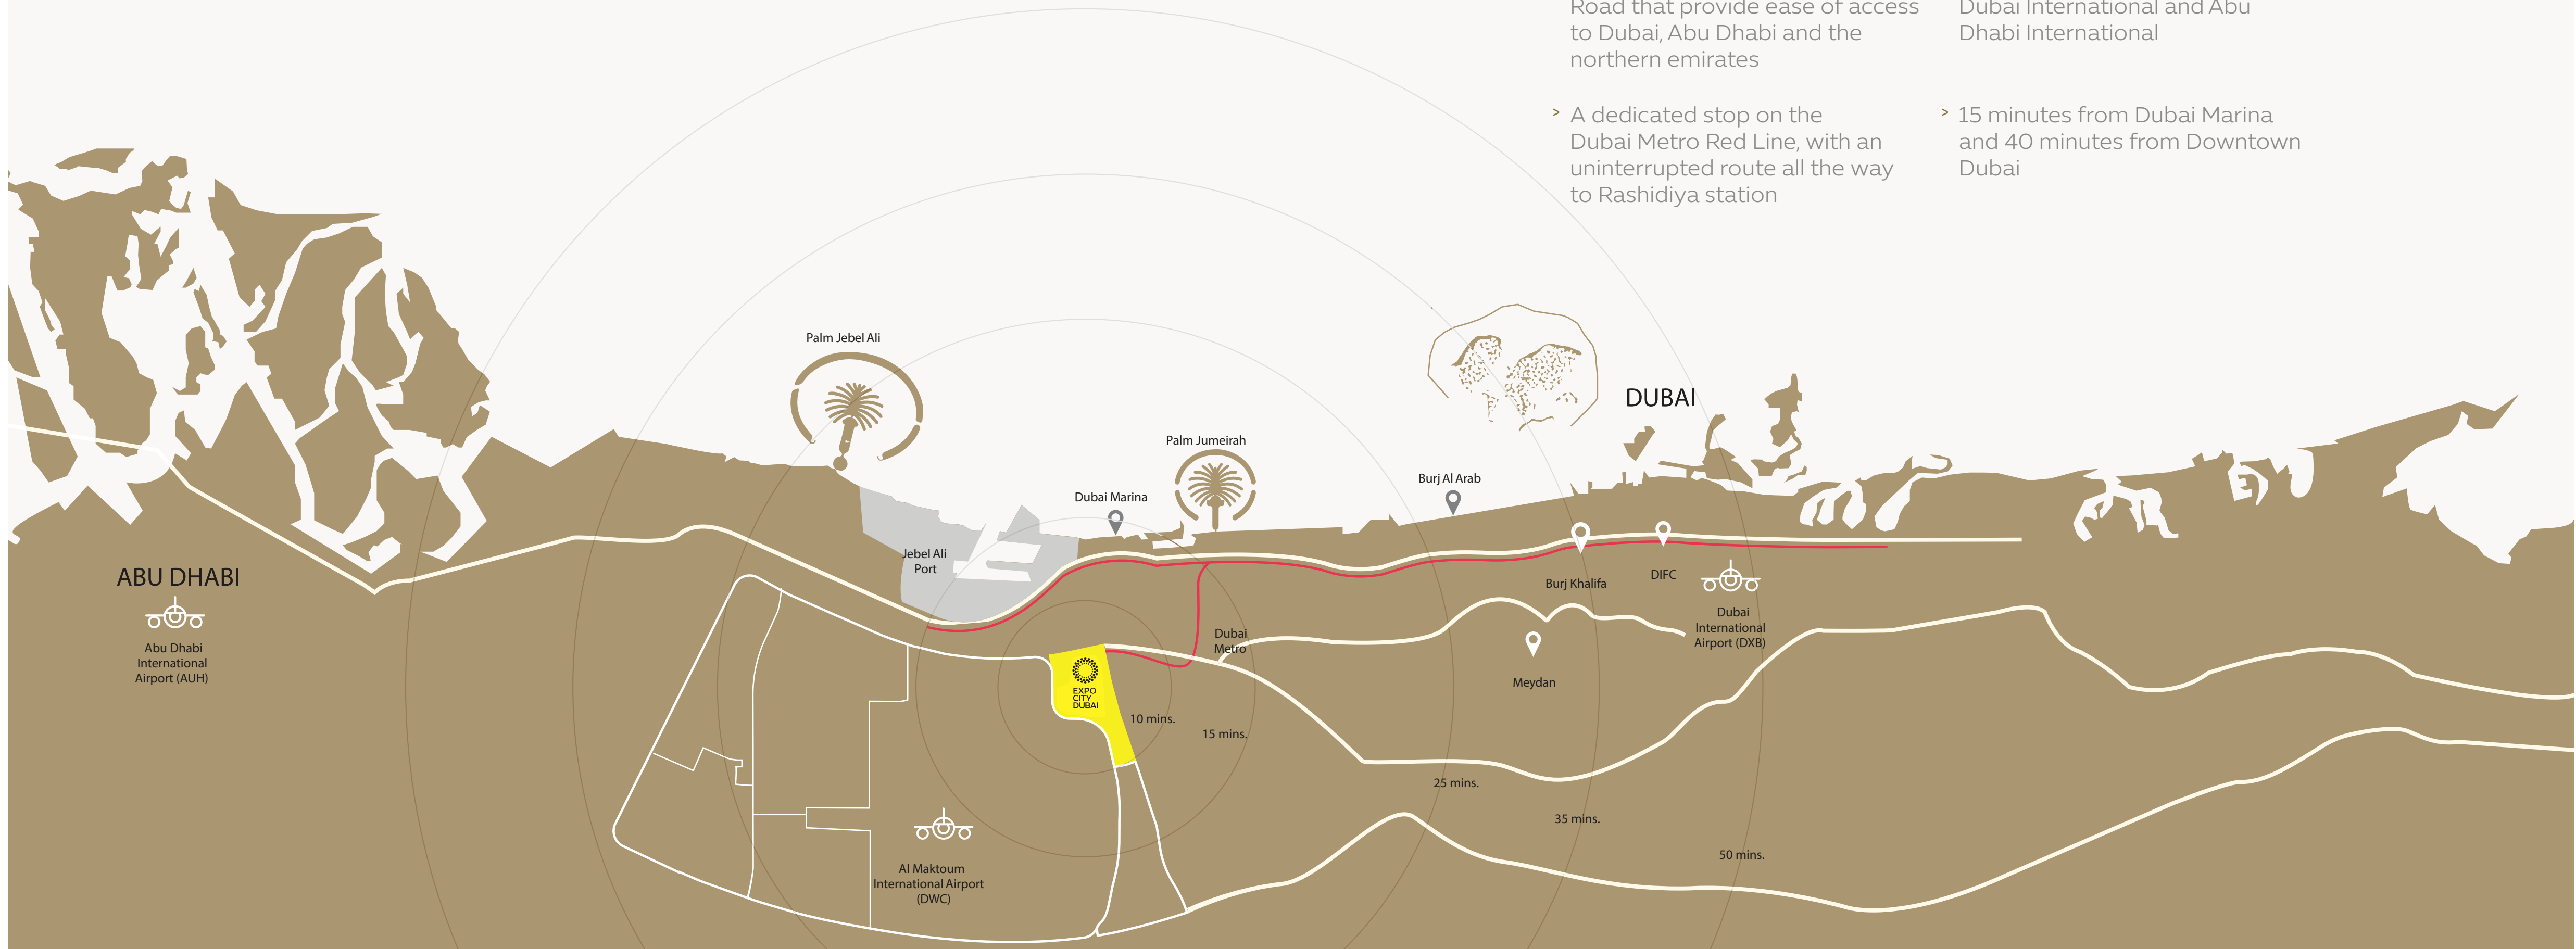 Road that provide ease of access
to Dubai, Abu Dhabi and the
northern emirates
> A dedicated stop on the
Dubai Metro Red Line, with an
uninterrupted route all the way
to Rashidiya station
Dubai International and Abu
Dhabi International
> 15 minutes from Dubai Marina
and 40 minutes from Downtown
Dubai
Palm Jebel Ali
DUBAI
Palm Jumeirah
Burj Al Arab
Dubai Marina
Jebel Ali
Port
ABU DHABI
Abu Dhabi
International
Airport (AUH)
Burj Khalifa
DIFC
Dubai
International
Airport (DXB)
Dubai
Metro
Meydan
EXPO
CITY
DUBAI
10 mins.
15 mins.
25 mins.
35 mins.
50 mins.
Al Maktoum
International Airport
(DWC)